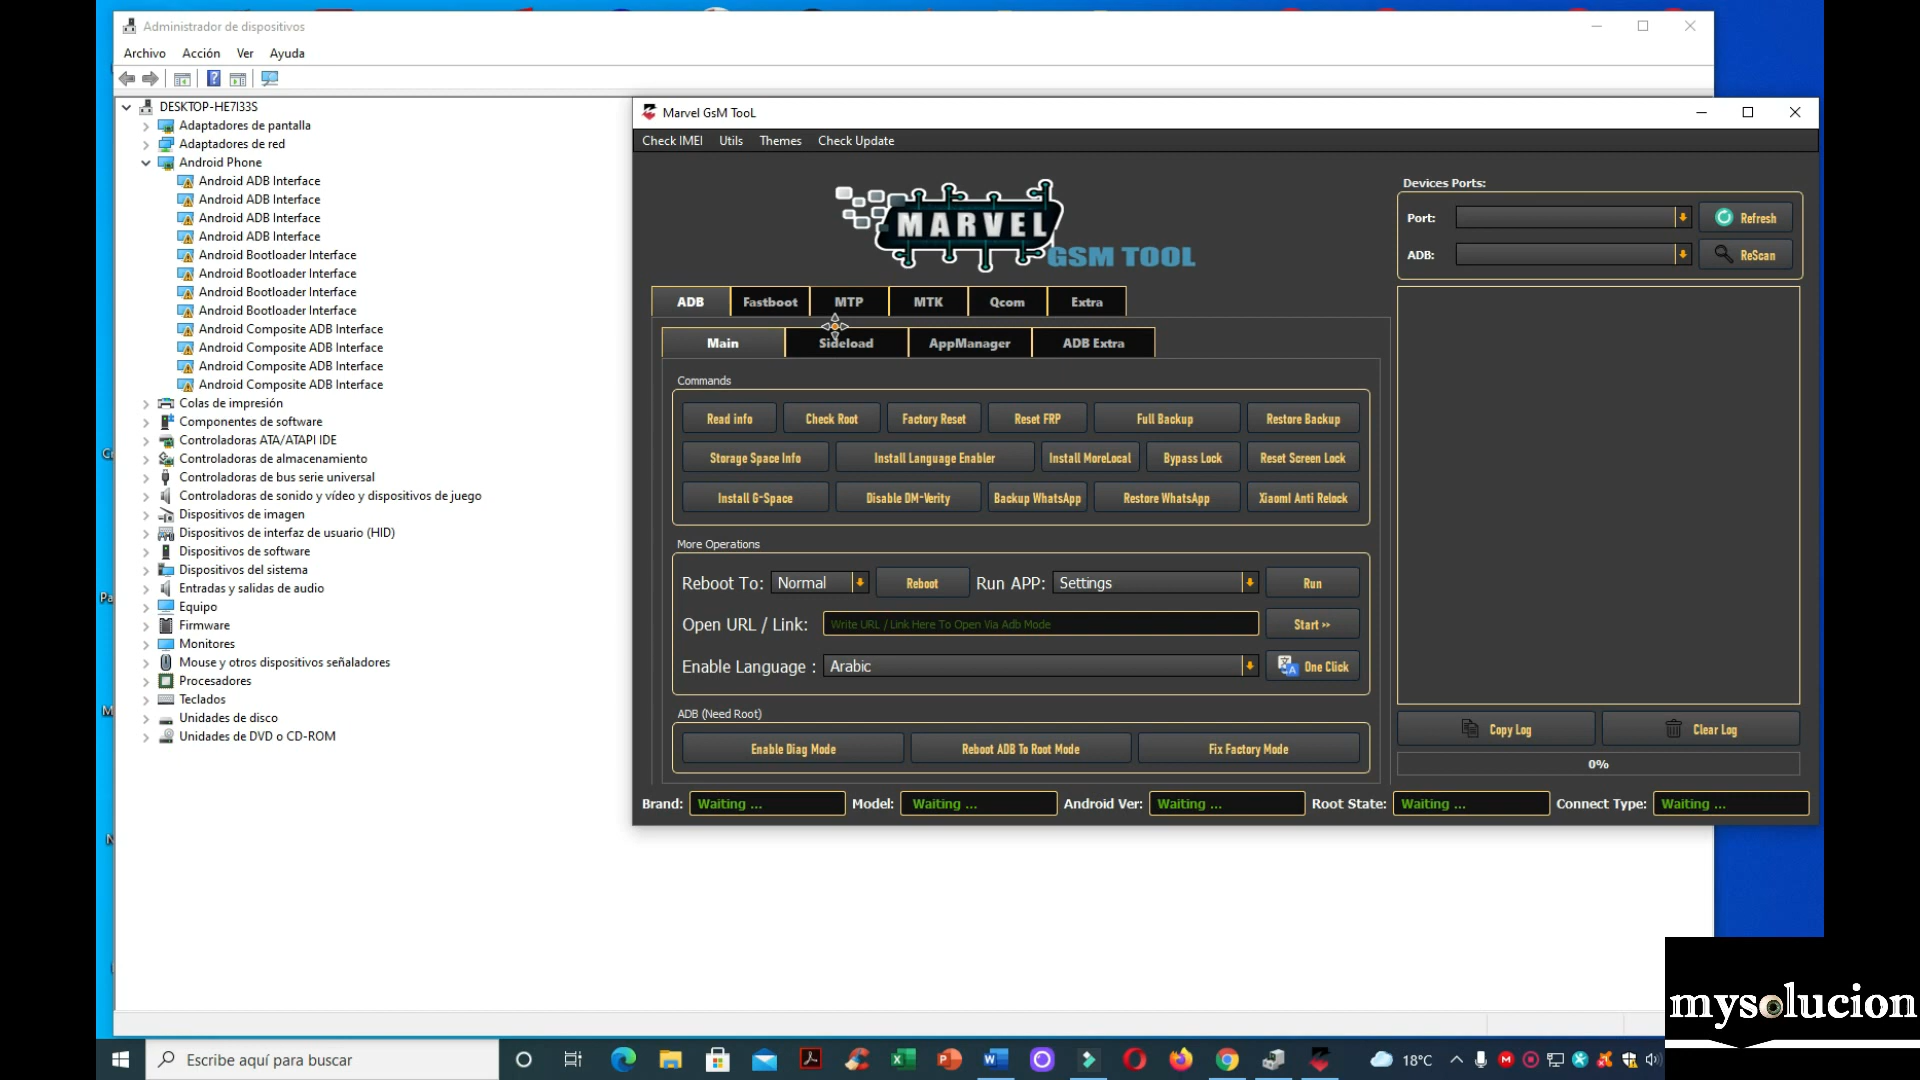 Administrador de dispositivos
Archivo Acción Ver Ayuda
DESKTOP-HE7I33S
Adaptadores de pantalla
Adaptadores de red
Android Phone
Android ADB Interface
Android ADB Interface
Android ADB Interface
Android ADB Interface
Android Bootloader Interface
Android Bootloader Interface
Android Bootloader Interface
Android Bootloader Interface
Android Composite ADB Interface
Android Composite ADB Interface
Android Composite ADB Interface
Android Composite ADB Interface
Colas de impresión
Componentes de software
Controladoras ATA/ATAPI IDE
Controladoras de almacenamiento
Controladoras de bus serie universal
Controladoras de sonido y vídeo y dispositivos de juego
Dispositivos de imagen
Dispositivos de interfaz de usuario (HID)
Dispositivos de software
Dispositivos del sistema
Entradas y salidas de audio
Equipo
Firmware
Monitores
Mouse y otros dispositivos señaladores
Procesadores
Teclados
Unidades de disco
Unidades de DVD o CD-ROM
Marvel GsM TooL
Check IMEI Utils Themes Check Update
MARVEL
GSM TOOL
Devices Ports:
Port: Refresh
ADB: ReScan
ADB Fastboot MTP MTK Qcom Extra
Main Sideload AppManager ADB Extra
Commands
Read info Check Root Factory Reset Reset FRP Full Backup Restore Backup
Storage Space Info Install Language Enabler Install MoreLocal Bypass Lock Reset Screen Lock
Install G-Space Disable DM-Verity Backup WhatsApp Restore WhatsApp XiaomI Anti Relock
More Operations
Reboot To: Normal Reboot Run APP: Settings Run
Open URL / Link: Write URL / Link Here To Open Via Adb Mode Start >>
Enable Language : Arabic One Click
ADB (Need Root)
Enable Diag Mode Reboot ADB To Root Mode Fix Factory Mode
Copy Log Clear Log
0%
Brand: Waiting ... Model: Waiting ... Android Ver: Waiting ... Root State: Waiting ... Connect Type: Waiting ...
mysolucion
Escribe aquí para buscar
18°C